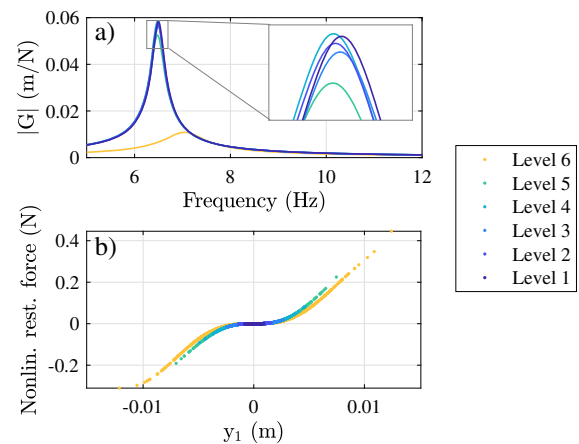 a)
|G| (m/N)
0.06
0.04
0.02
0
6
8
10
12
Frequency (Hz)
b)
Nonlin. rest. force (N)
0.4
0.2
0
-0.2
-0.01
0
0.01
y₁ (m)
Level 6
Level 5
Level 4
Level 3
Level 2
Level 1